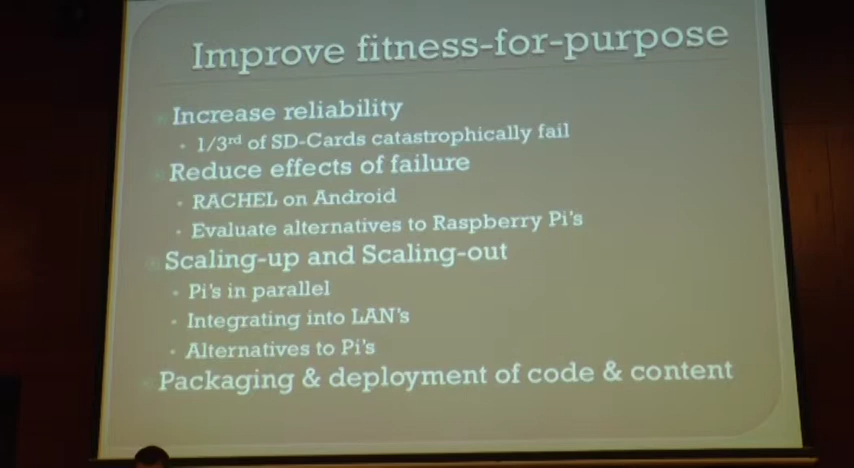 Improve fitness-for-purpose
Increase reliability
1/3rd of SD-Cards catastrophically fail
Reduce effects of failure
RACHEL on Android
Evaluate alternatives to Raspberry Pi's
Scaling-up and Scaling-out
Pi's in parallel
Integrating into LAN's
Alternatives to Pi's
Packaging & deployment of code & content